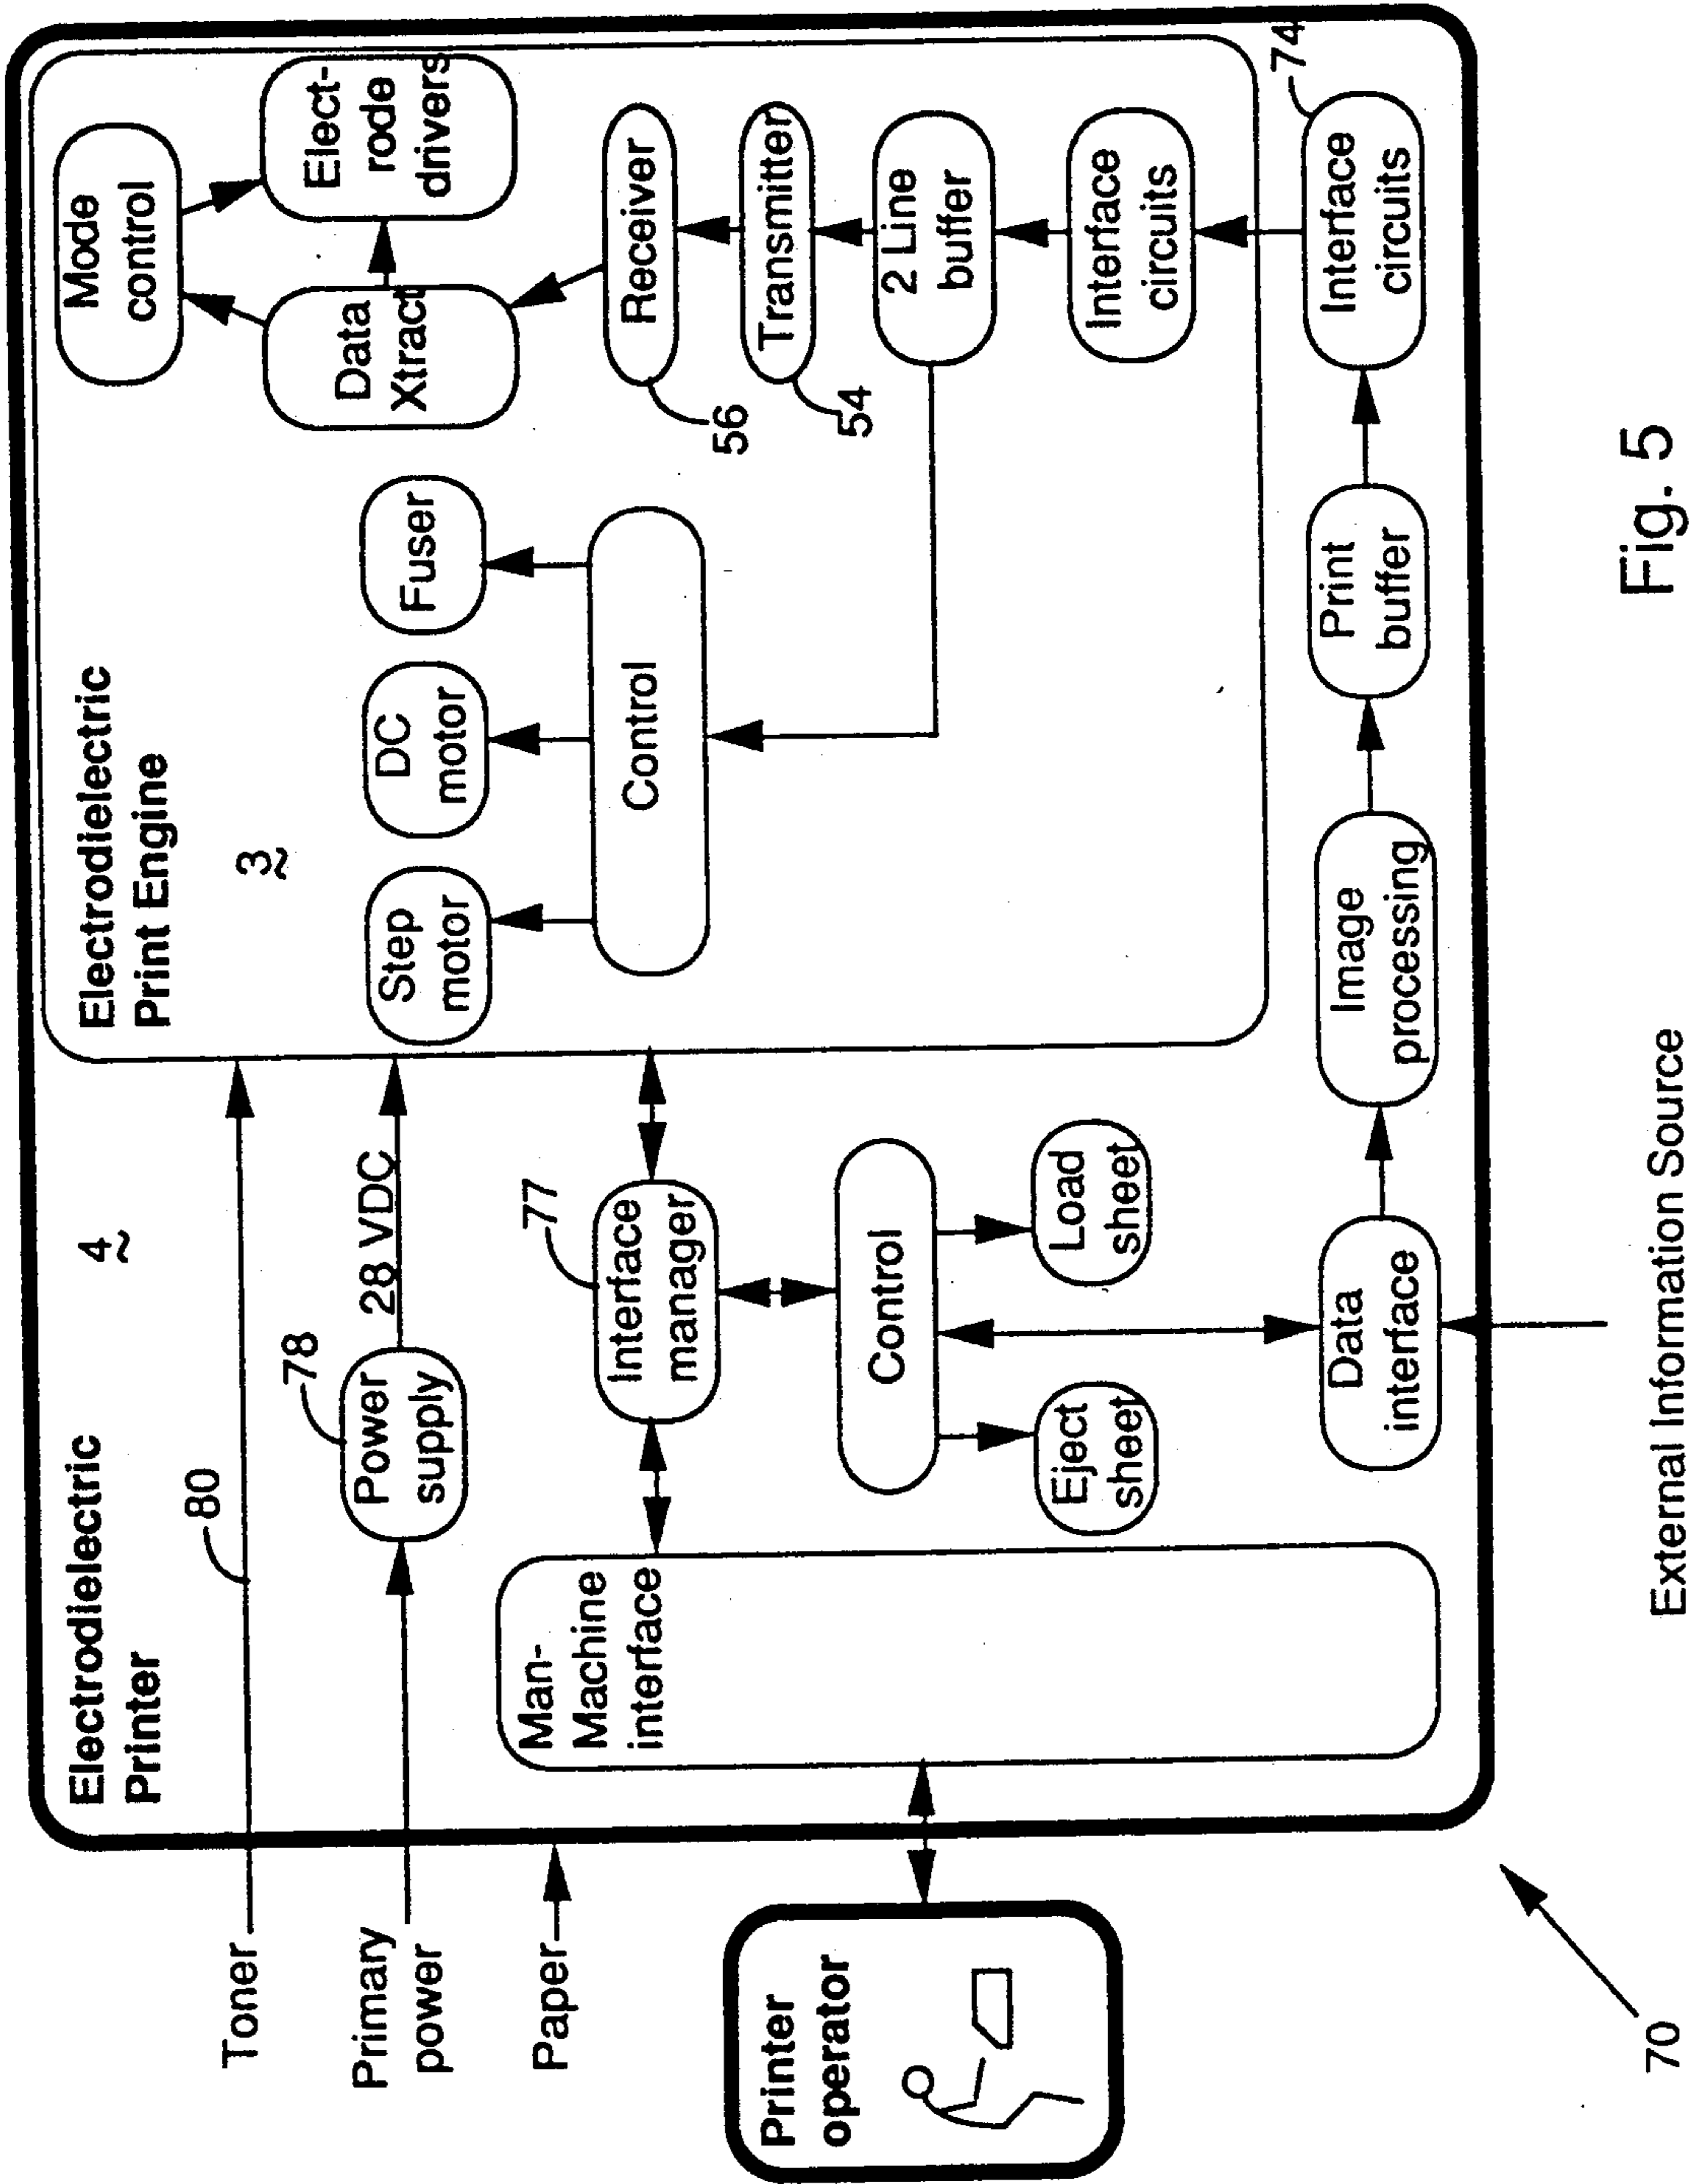 Electrodielectric
Printer
4
Electrodielectric
Print Engine
3
Toner
80
Primary
power
78
Power
supply
28 VDC
Paper
Printer
operator
Man-
Machine
interface
77
Interface
manager
Control
Eject
sheet
Load
sheet
Step
motor
DC
motor
Fuser
Control
Mode
control
Data
Xtract
Elect-
rode
drivers
Receiver
56
Transmitter
54
2 Line
buffer
Interface
circuits
Data
interface
Image
processing
Print
buffer
Interface
circuits
74
External Information Source
70
Fig. 5